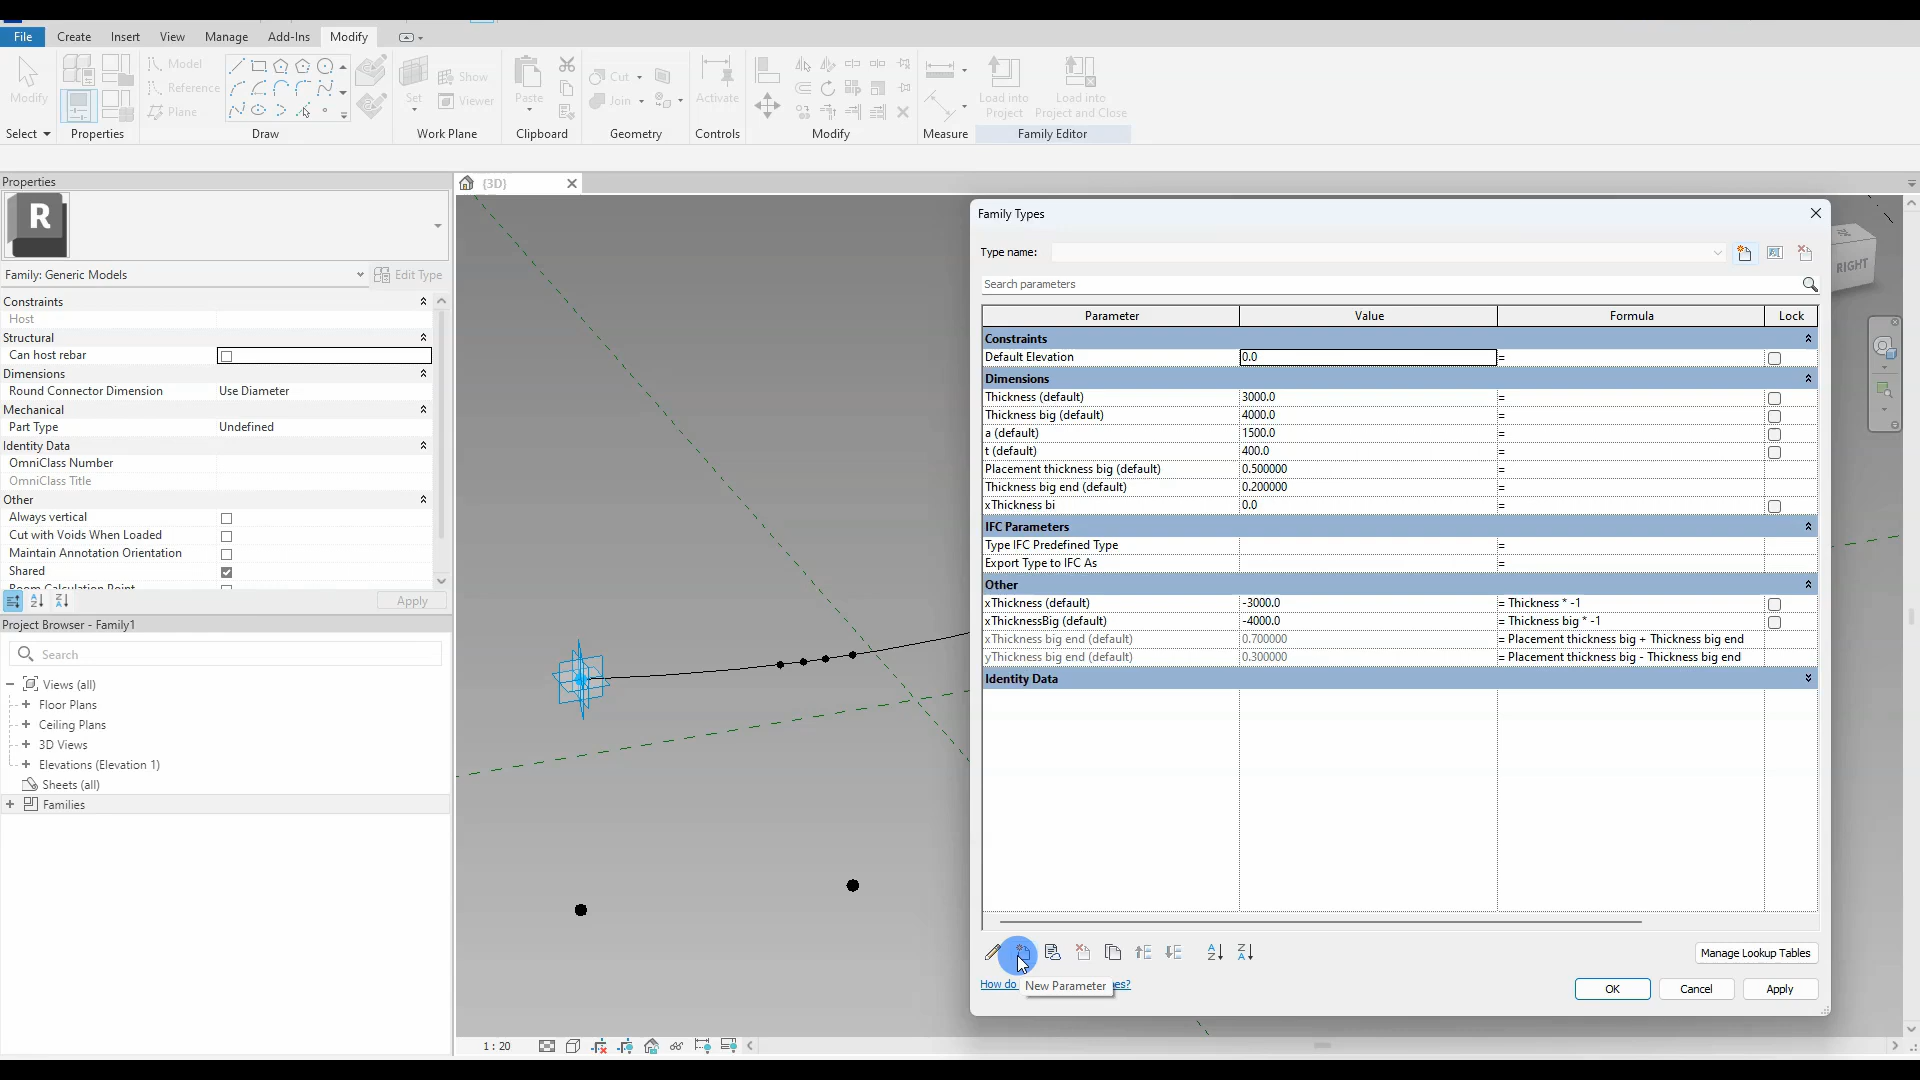 File Create Insert View Manage Add-Ins Modify
Modify
Model
Reference
Plane
Set
Show
Viewer
Paste
Cut
Join
Activate
Load into
Project
Load into
Project and Close
Select Properties Draw Work Plane Clipboard Geometry Controls Modify Measure Family Editor
Properties
{3D}
R
RIGHT
Family: Generic Models
Edit Type
Constraints
Host
Structural
Can host rebar
Dimensions
Round Connector Dimension Use Diameter
Mechanical
Part Type Undefined
Identity Data
OmniClass Number
OmniClass Title
Other
Always vertical
Cut with Voids When Loaded
Maintain Annotation Orientation
Shared
Room Calculation Point
Apply
Project Browser - Family1
Search
Views (all)
Floor Plans
Ceiling Plans
3D Views
Elevations (Elevation 1)
Sheets (all)
Families
1 : 20
Family Types
Type name:
Search parameters
Parameter Value Formula Lock
Constraints
Default Elevation 0.0 =
Dimensions
Thickness (default) 3000.0 =
Thickness big (default) 4000.0 =
a (default) 1500.0 =
t (default) 400.0 =
Placement thickness big (default) 0.500000 =
Thickness big end (default) 0.200000 =
xThickness bi 0.0 =
IFC Parameters
Type IFC Predefined Type =
Export Type to IFC As =
Other
xThickness (default) -3000.0 = Thickness * -1
xThicknessBig (default) -4000.0 = Thickness big * -1
xThickness big end (default) 0.700000 = Placement thickness big + Thickness big end
yThickness big end (default) 0.300000 = Placement thickness big - Thickness big end
Identity Data
Manage Lookup Tables
How do
New Parameter
es?
OK Cancel Apply